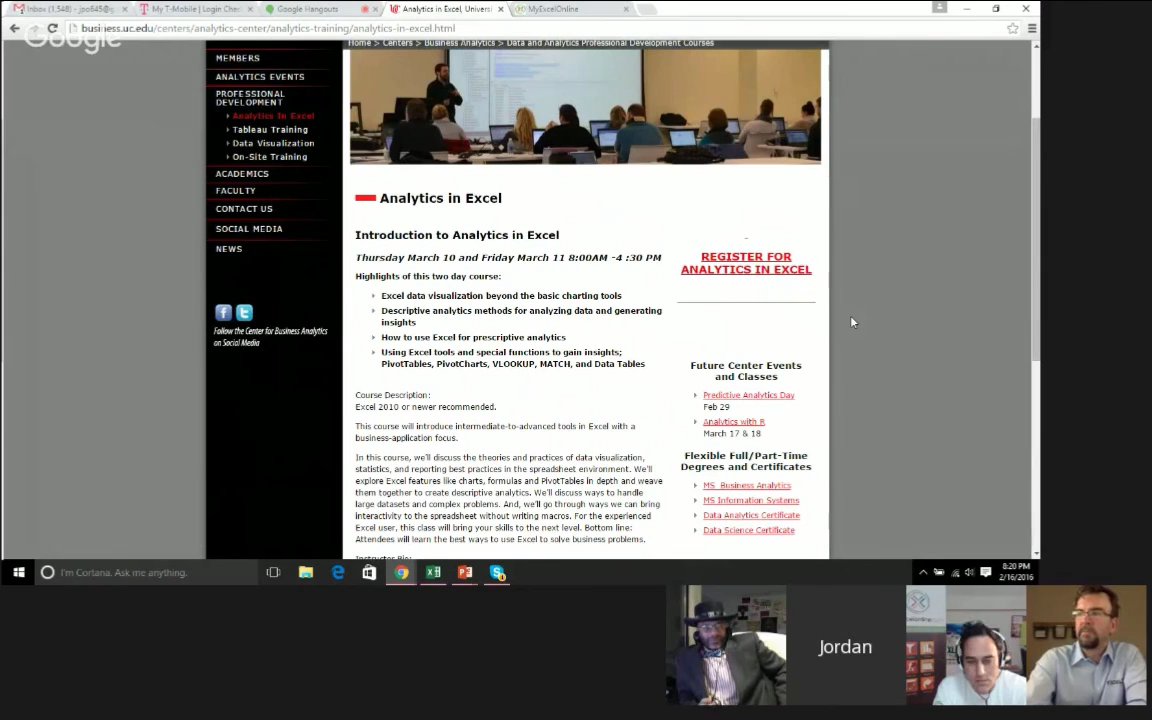 Inbox (1,548) - jpo645@g
My T-Mobile | Login Cha
Google Hangouts
Analytics in Excel, Univers
MyExcelOnline
business.uc.edu/centers/analytics-center/analytics-training/analytics-in-excel.html
Google
Home > Centers > Business Analytics > Data and Analytics Professional Development Courses
MEMBERS
ANALYTICS EVENTS
PROFESSIONAL
DEVELOPMENT
Analytics In Excel
Tableau Training
Data Visualization
On-Site Training
ACADEMICS
FACULTY
CONTACT US
SOCIAL MEDIA
NEWS
Follow the Center for Business Analytics
on Social Media
Analytics in Excel
Introduction to Analytics in Excel
Thursday March 10 and Friday March 11 8:00AM -4 :30 PM
Highlights of this two day course:
Excel data visualization beyond the basic charting tools
Descriptive analytics methods for analyzing data and generating
insights
How to use Excel for prescriptive analytics
Using Excel tools and special functions to gain insights;
PivotTables, PivotCharts, VLOOKUP, MATCH, and Data Tables
Course Description:
Excel 2010 or newer recommended.
This course will introduce intermediate-to-advanced tools in Excel with a
business-application focus.
In this course, we'll discuss the theories and practices of data visualization,
statistics, and reporting best practices in the spreadsheet environment. We'll
explore Excel features like charts, formulas and PivotTables in depth and weave
them together to create descriptive analytics. We'll discuss ways to handle
large datasets and complex problems. And, we'll go through ways we can bring
interactivity to the spreadsheet without writing macros. For the experienced
Excel user, this class will bring your skills to the next level. Bottom line:
Attendees will learn the best ways to use Excel to solve business problems.
Instructor Bio:
REGISTER FOR
ANALYTICS IN EXCEL
Future Center Events
and Classes
Predictive Analytics Day
Feb 29
Analytics with R
March 17 & 18
Flexible Full/Part-Time
Degrees and Certificates
MS Business Analytics
MS Information Systems
Data Analytics Certificate
Data Science Certificate
I'm Cortana. Ask me anything.
8:20 PM
2/16/2016
Jordan